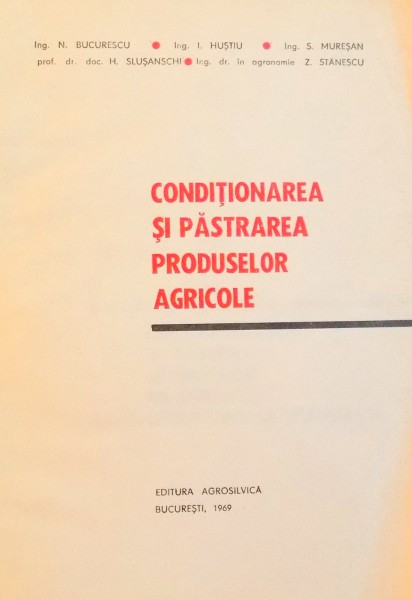 Ing. N. BUCURESCU ● Ing. I. HUȘTIU ● Ing. S. MUREȘAN
prof. dr. doc. H. SLUȘANSCHI ● Ing. dr. în agronomie Z. STĂNESCU
CONDIȚIONAREA
ȘI PĂSTRAREA
PRODUSELOR
AGRICOLE
EDITURA AGROSILVICĂ
BUCUREȘTI, 1969